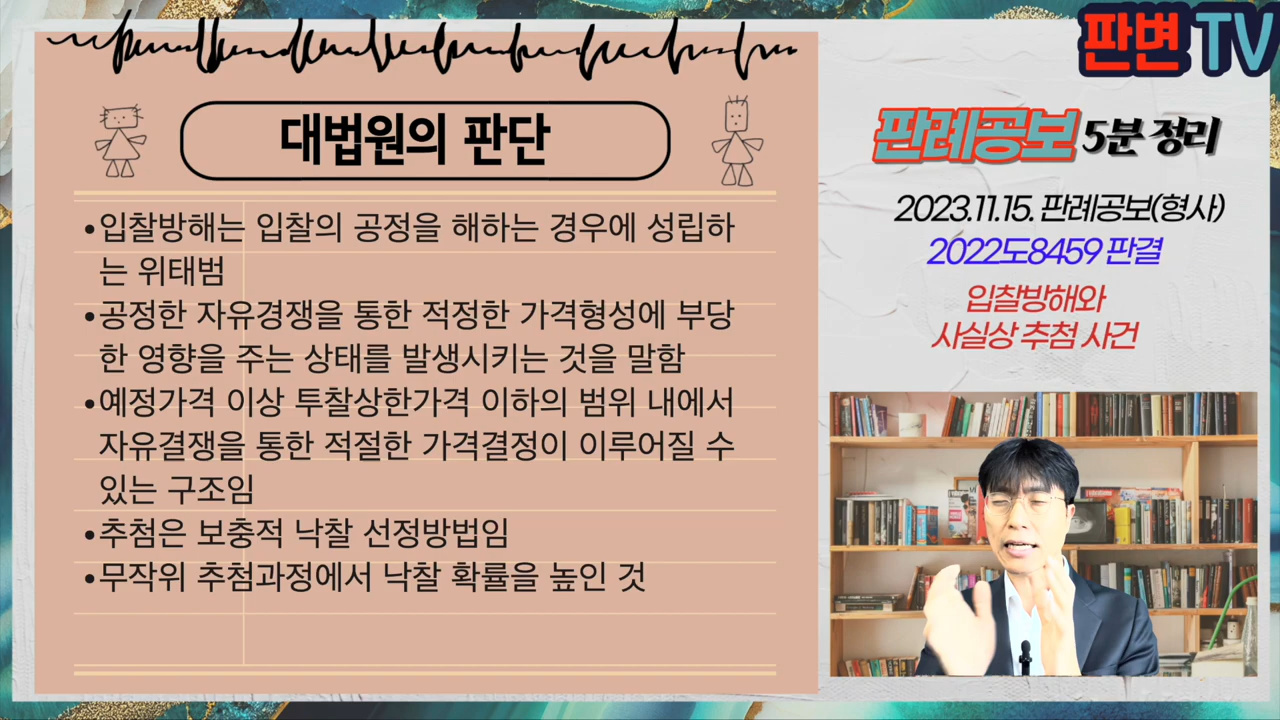 판변 TV
대법원의 판단
•입찰방해는 입찰의 공정을 해하는 경우에 성립하
는 위태범
•공정한 자유경쟁을 통한 적정한 가격형성에 부당
한 영향을 주는 상태를 발생시키는 것을 말함
•예정가격 이상 투찰상한가격 이하의 범위 내에서
자유결쟁을 통한 적절한 가격결정이 이루어질 수
있는 구조임
•추첨은 보충적 낙찰 선정방법임
•무작위 추첨과정에서 낙찰 확률을 높인 것
판례공보 5분 정리
2023.11.15. 판례공보(형사)
2022도8459 판결
입찰방해와
사실상 추첨 사건